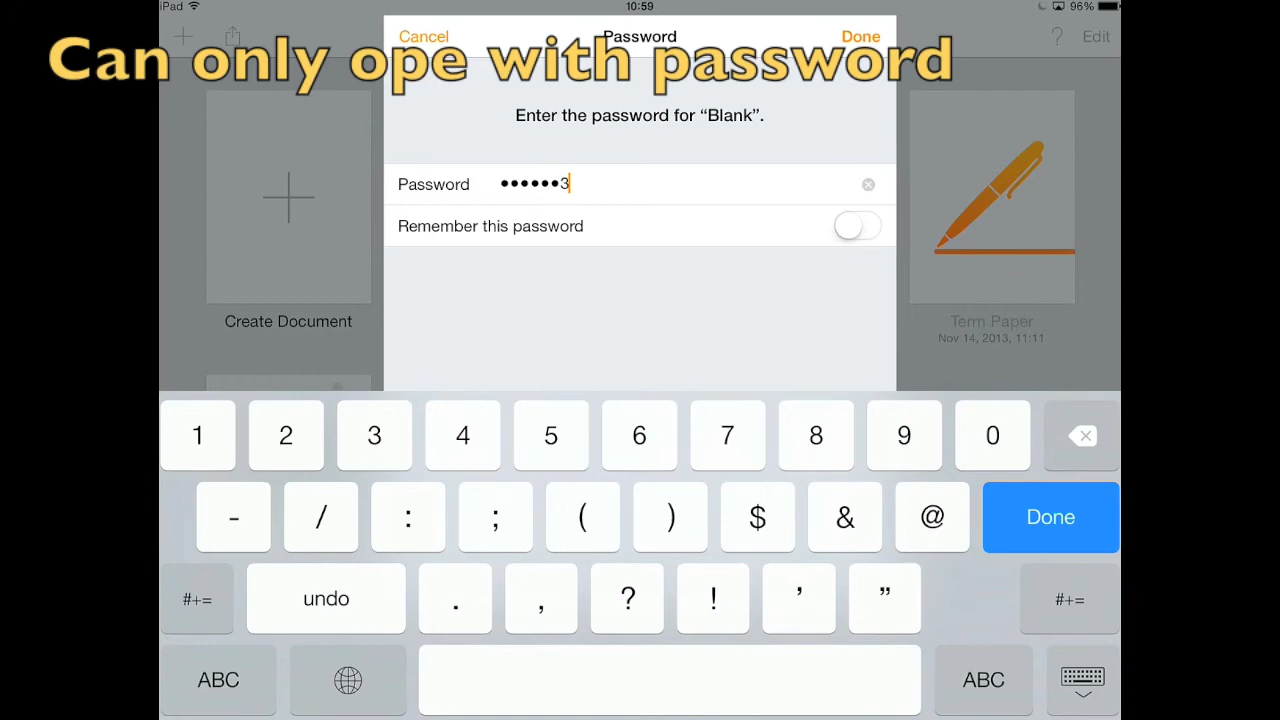 iPad 10:59 96%
Can only ope with password
Cancel Password Done
? Edit
Enter the password for “Blank”.
Password ••••••3
Remember this password
Create Document
Term Paper
Nov 14, 2013, 11:11
1 2 3 4 5 6 7 8 9 0
- / : ; ( ) $ & @ Done
#+= undo . , ? ! ’ ” #+=
ABC ABC